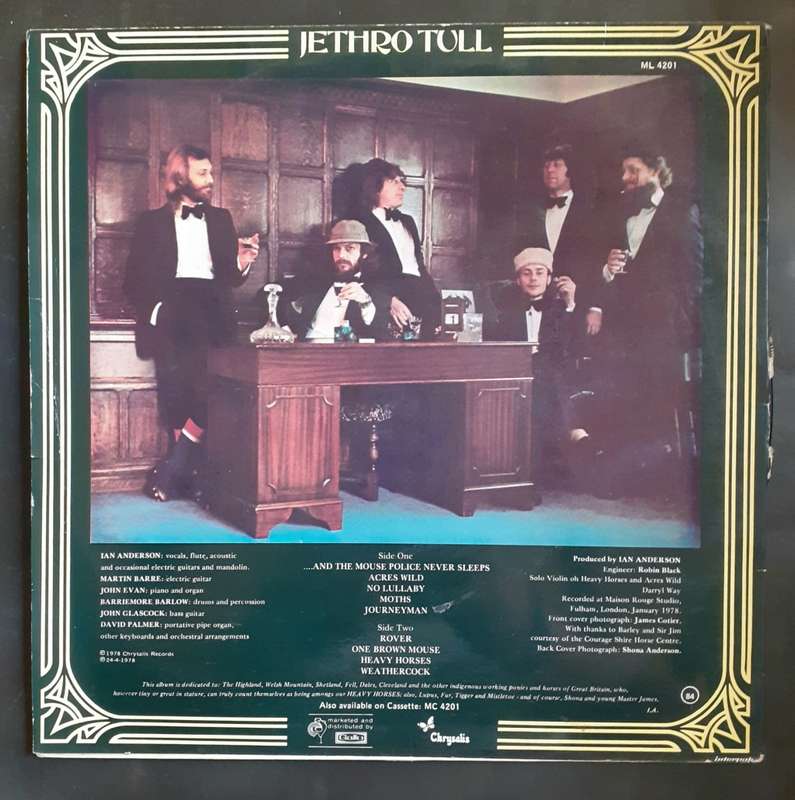 JETHRO TULL
ML 4201
IAN ANDERSON: vocals, flute, acoustic
and occasional electric guitars and mandolin.
MARTIN BARRE: electric guitar
JOHN EVAN: piano and organ
BARRIEMORE BARLOW: drums and percussion
JOHN GLASCOCK: bass guitar
DAVID PALMER: portative pipe organ,
other keyboards and orchestral arrangements
℗ 1978 Chrysalis Records
© 24-4-1978
Side One
....AND THE MOUSE POLICE NEVER SLEEPS
ACRES WILD
NO LULLABY
MOTHS
JOURNEYMAN
Side Two
ROVER
ONE BROWN MOUSE
HEAVY HORSES
WEATHERCOCK
Produced by IAN ANDERSON
Engineer: Robin Black
Solo Violin oh Heavy Horses and Acres Wild
Darryl Way
Recorded at Maison Rouge Studio,
Fulham, London, January 1978.
Front cover photograph: James Cotier.
With thanks to Barley and Sir Jim
courtesy of the Courage Shire Horse Centre.
Back Cover Photograph: Shona Anderson.
This album is dedicated to: The Highland, Welsh Mountain, Shetland, Fell, Dales, Cleveland and the other indigenous working ponies and horses of Great Britain, who,
however tiny or great in stature, can truly count themselves as being amongs our HEAVY HORSES: also, Lupus, Fur, Tigger and Mistletoe - and of course, Shona and young Master James.
I.A.
84
Also available on Cassette: MC 4201
marketed and
distributed by
Gallo
Chrysalis
interpak